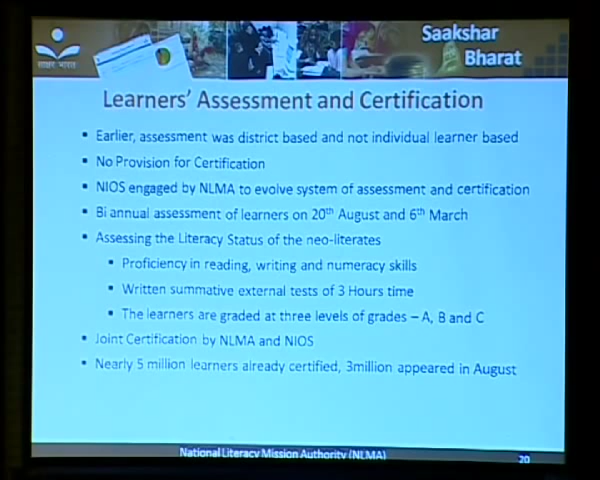 Saakshar
Bharat
साक्षर भारत
Learners' Assessment and Certification
▪ Earlier, assessment was district based and not individual learner based
▪ No Provision for Certification
▪ NIOS engaged by NLMA to evolve system of assessment and certification
▪ Bi annual assessment of learners on 20th August and 6th March
▪ Assessing the Literacy Status of the neo-literates
▪ Proficiency in reading, writing and numeracy skills
▪ Written summative external tests of 3 Hours time
▪ The learners are graded at three levels of grades – A, B and C
▪ Joint Certification by NLMA and NIOS
▪ Nearly 5 million learners already certified, 3million appeared in August
National Literacy Mission Authority (NLMA)
20